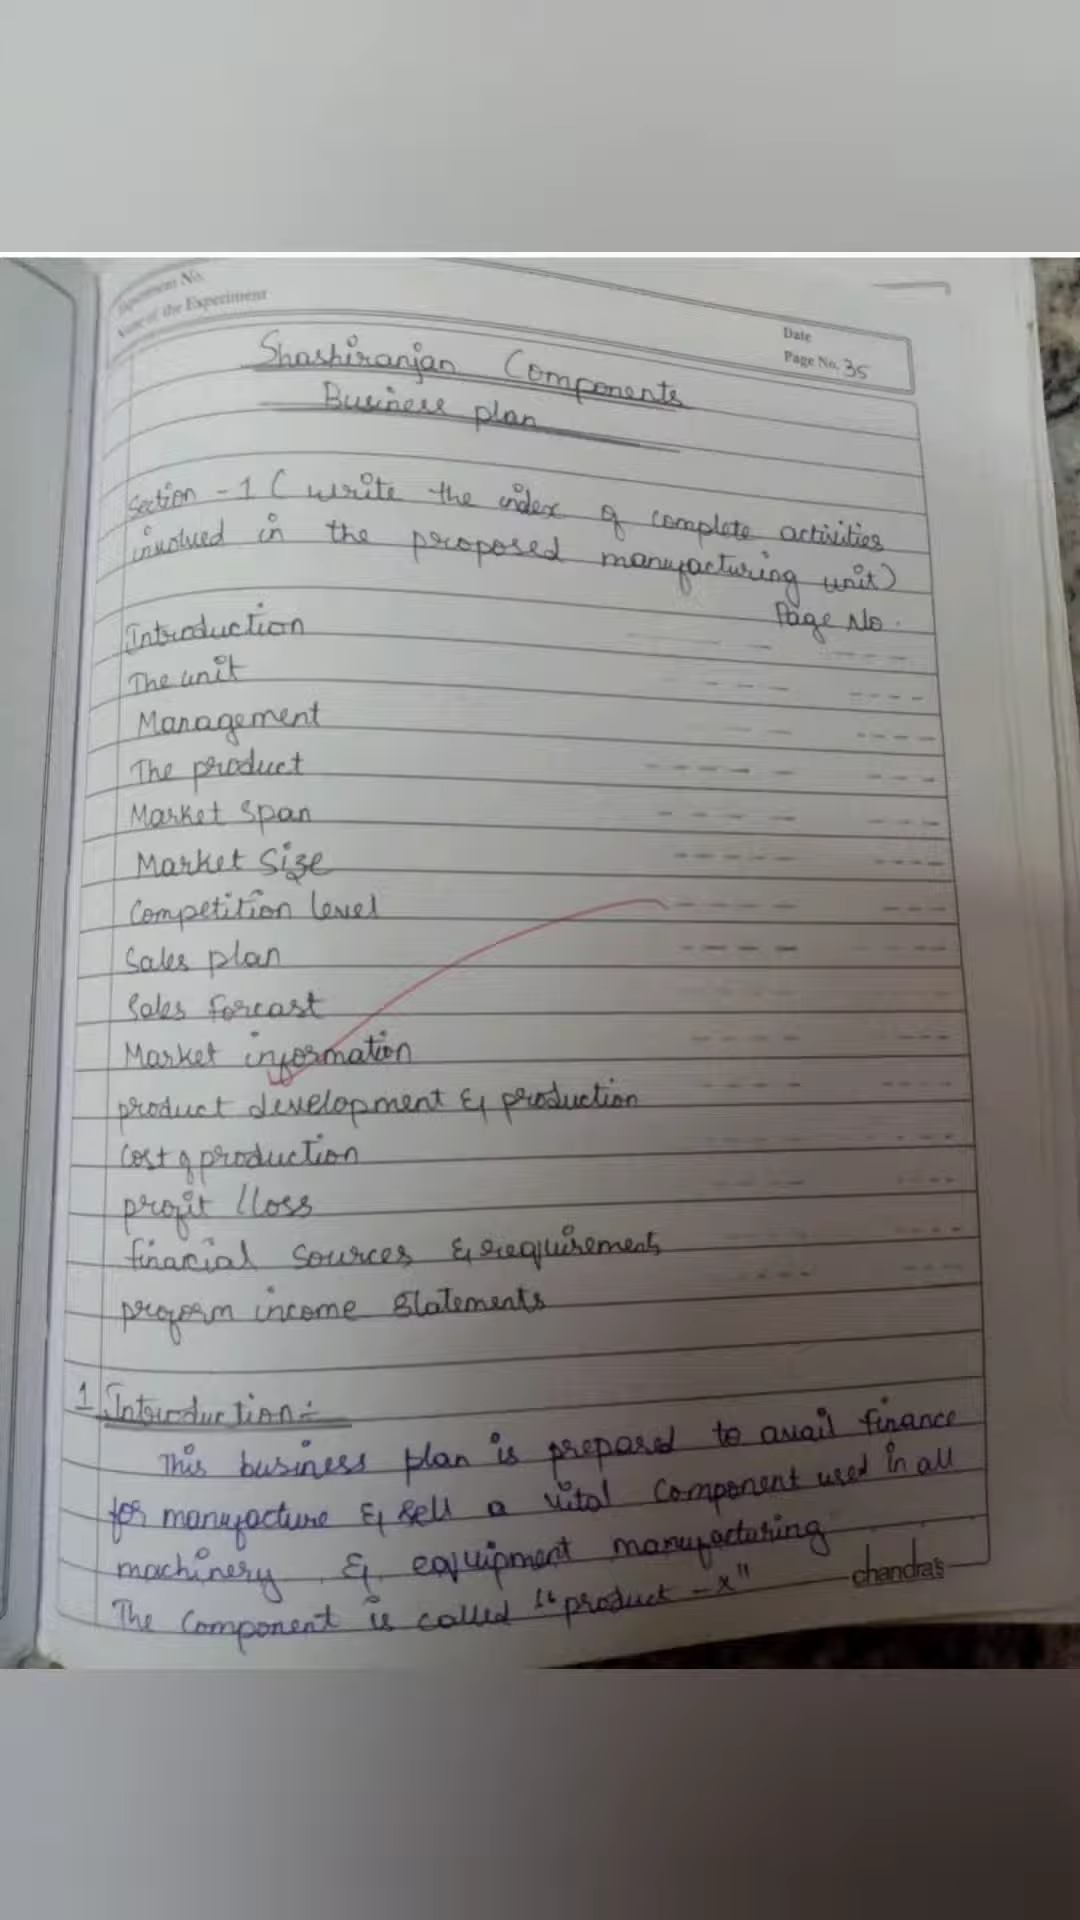 Experiment No.
Name of the Experiment
Date
Page No. 35
Shashiranjan Components
Business plan
Section - 1 ( write the index of complete activities
involved in the proposed manufacturing unit)
Page No.
Introduction
The unit
Management
The product
Market Span
Market Size
Competition level
Sales plan
Sales forcast
Market information
product development & production
Cost of production
profit / loss
finacial sources & requirements
proform income statements
1 Introduction:-
This business plan is prepared to avail finance
for manufacture & sell a vital component used in all
machinery & equipment manufacturing
The component is called "product - x"
chandra's